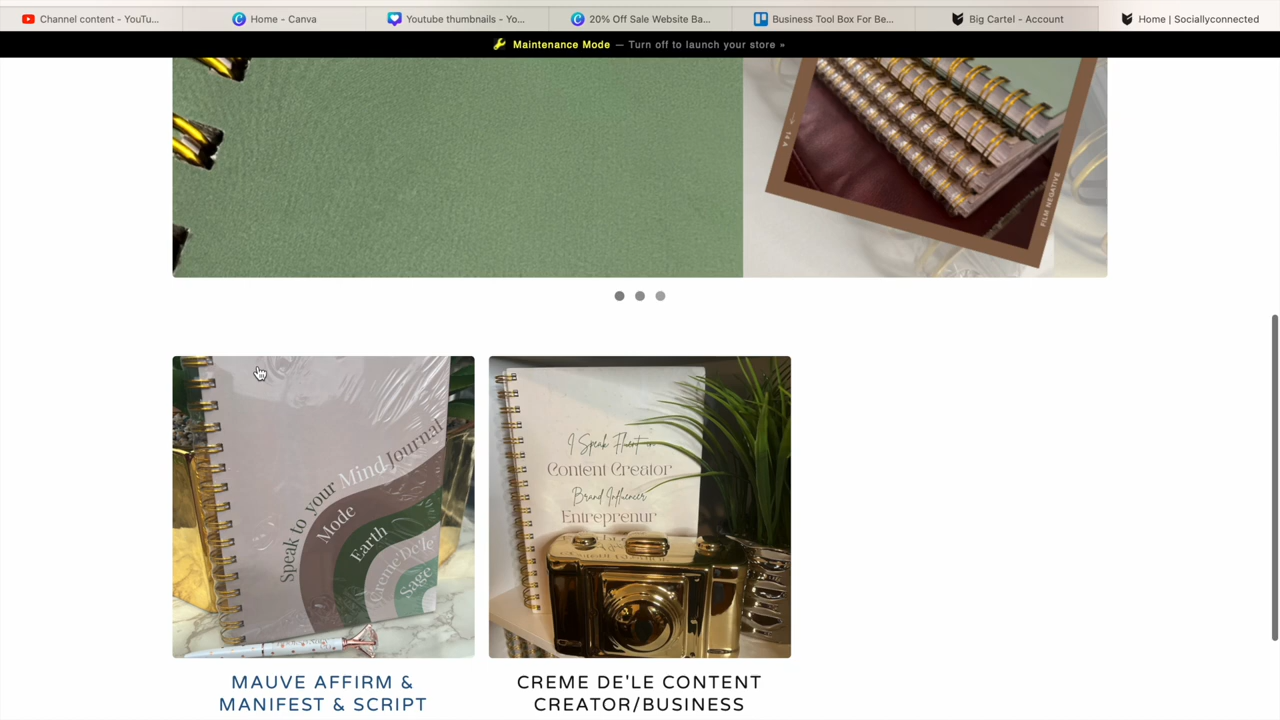 Channel content - YouTu...
Home - Canva
Youtube thumbnails - Yo...
20% Off Sale Website Ba...
Business Tool Box For Be...
Big Cartel - Account
Home | Sociallyconnected
Maintenance Mode — Turn off to launch your store »
14A
FILM NEGATIVE
Speak to your Mind Journal
Mode
Earth
Creme'De'le
Sage
I Speak Fluent in
Content Creator
Brand Influencer
Entreprenur
MAUVE AFFIRM &
MANIFEST & SCRIPT
CREME DE'LE CONTENT
CREATOR/BUSINESS